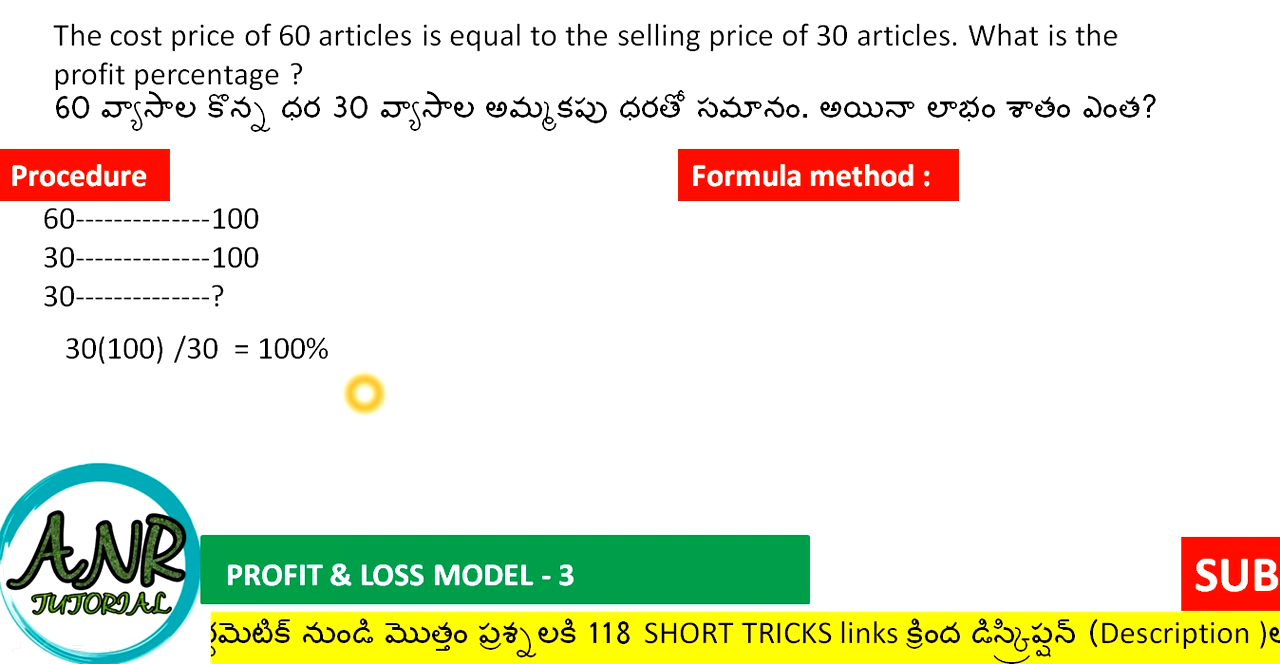 The cost price of 60 articles is equal to the selling price of 30 articles. What is the
profit percentage ?
60 వ్యాసాల కొన్న ధర 30 వ్యాసాల అమ్మకపు ధరతో సమానం. అయినా లాభం శాతం ఎంత?
Procedure
Formula method :
60--------------100
30--------------100
30--------------?
30(100) /30 = 100%
ANR
TUTORIAL
PROFIT & LOSS MODEL - 3
SUB
నుండి మొత్తం ప్రశ్నలకి 118 SHORT TRICKS links క్రింద డిస్క్రిప్షన్ (Description )